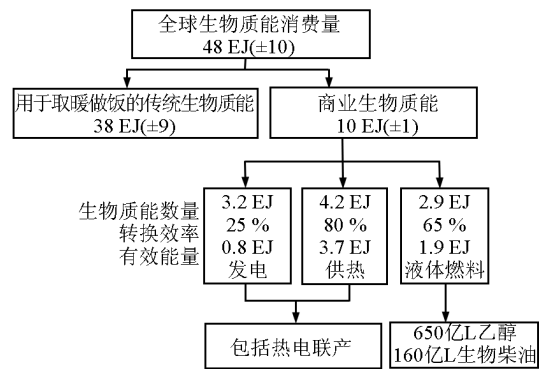 全球生物质能消费量
48 EJ(±10)
用于取暖做饭的传统生物质能
38 EJ(±9)
商业生物质能
10 EJ(±1)
生物质能数量
转换效率
有效能量
3.2 EJ
25 %
0.8 EJ
发电
4.2 EJ
80 %
3.7 EJ
供热
2.9 EJ
65 %
1.9 EJ
液体燃料
包括热电联产
650亿L乙醇
160亿L生物柴油